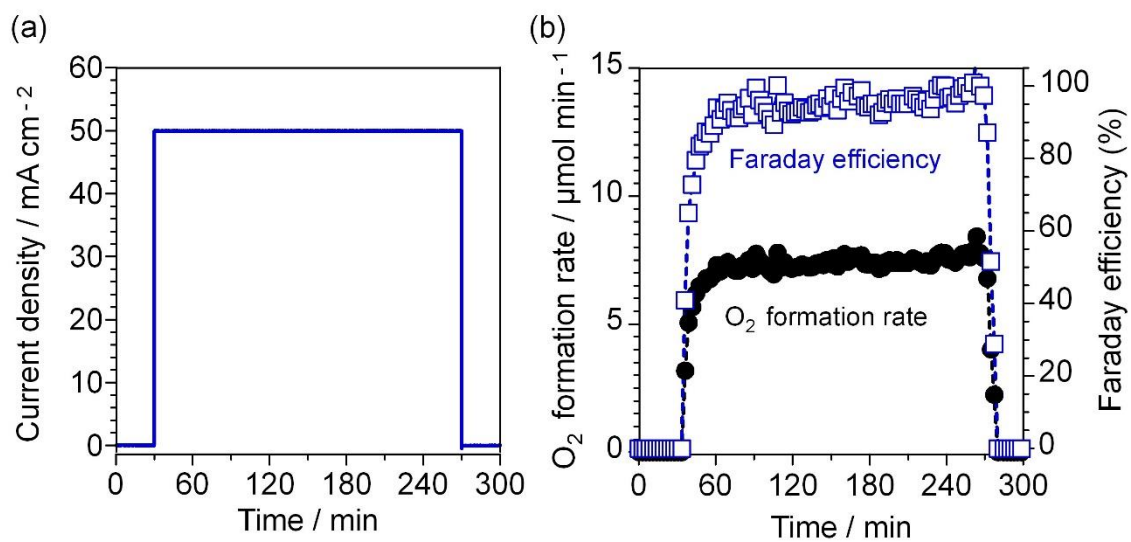 (a)
Current density / mA cm⁻²
60
50
40
30
20
10
0
0 60 120 180 240 300
Time / min
(b)
O₂ formation rate / µmol min⁻¹
15
10
5
0
Faraday efficiency
O₂ formation rate
100
80
60
40
20
0
Faraday efficiency (%)
0 60 120 180 240 300
Time / min